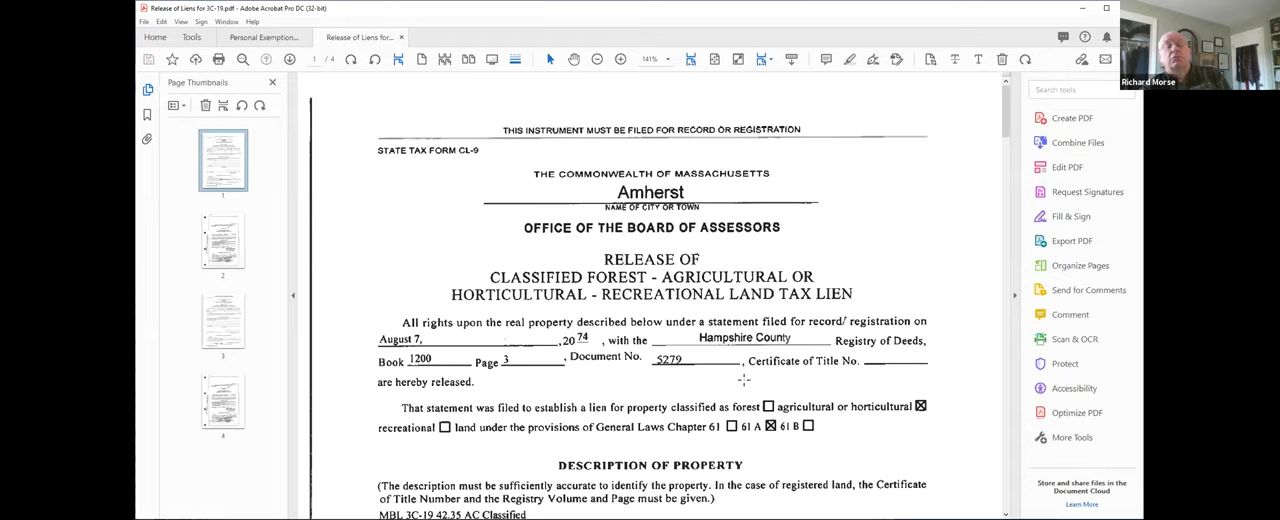 Release of Liens for 3C-19.pdf - Adobe Acrobat Pro DC (32-bit)
File Edit View Sign Window Help
Home Tools Personal Exemption... Release of Liens for... ×
1 / 4 141%
Richard Morse
Page Thumbnails
1
2
3
4
THIS INSTRUMENT MUST BE FILED FOR RECORD OR REGISTRATION
STATE TAX FORM CL-9
THE COMMONWEALTH OF MASSACHUSETTS
Amherst
NAME OF CITY OR TOWN
OFFICE OF THE BOARD OF ASSESSORS
RELEASE OF
CLASSIFIED FOREST - AGRICULTURAL OR
HORTICULTURAL - RECREATIONAL LAND TAX LIEN
All rights upon the real property described below under a statement filed for record/ registration on
August 7, ,20 74 , with the Hampshire County Registry of Deeds,
Book 1200 Page 3 , Document No. 5279 , Certificate of Title No.
are hereby released.
That statement was filed to establish a lien for property classified as forest ☐ agricultural or horticultural ☒
recreational ☐ land under the provisions of General Laws Chapter 61 ☐ 61 A ☒ 61 B ☐
DESCRIPTION OF PROPERTY
(The description must be sufficiently accurate to identify the property. In the case of registered land, the Certificate
of Title Number and the Registry Volume and Page must be given.)
MBL 3C-19 42.35 AC Classified
Search tools
Create PDF
Combine Files
Edit PDF
Request Signatures
Fill & Sign
Export PDF
Organize Pages
Send for Comments
Comment
Scan & OCR
Protect
Accessibility
Optimize PDF
More Tools
Store and share files in the
Document Cloud
Learn More